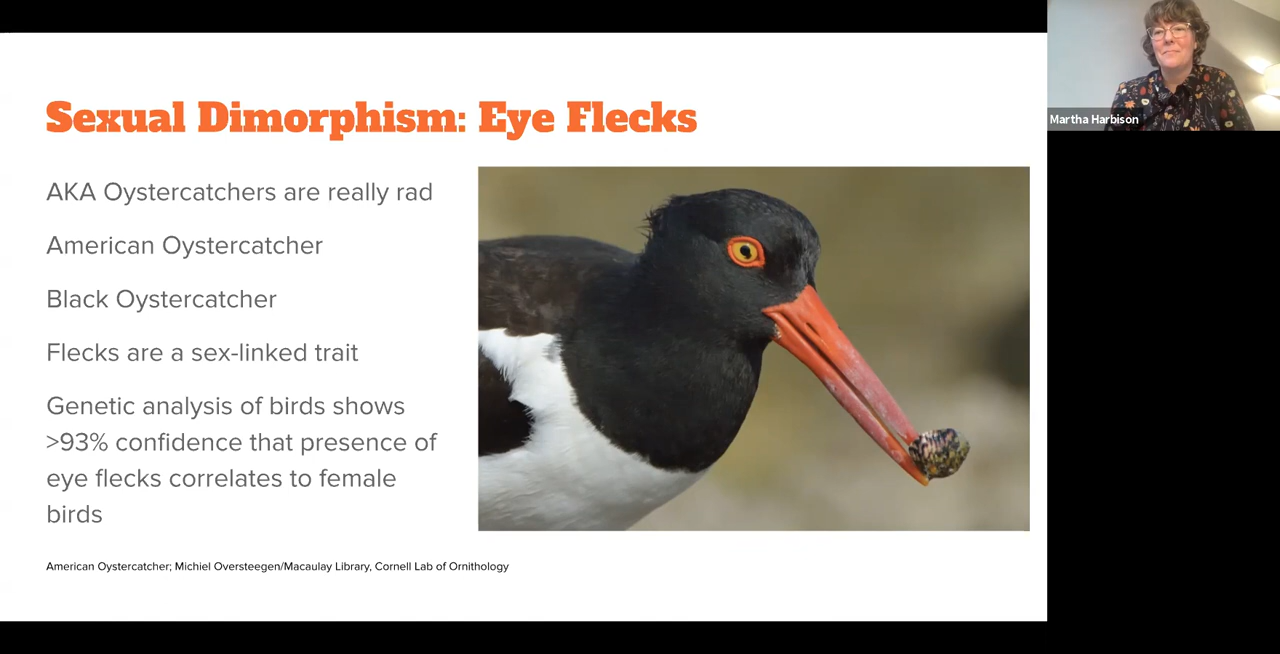 Sexual Dimorphism: Eye Flecks
AKA Oystercatchers are really rad
American Oystercatcher
Black Oystercatcher
Flecks are a sex-linked trait
Genetic analysis of birds shows
>93% confidence that presence of
eye flecks correlates to female
birds
American Oystercatcher; Michiel Oversteegen/Macaulay Library, Cornell Lab of Ornithology
Martha Harbison